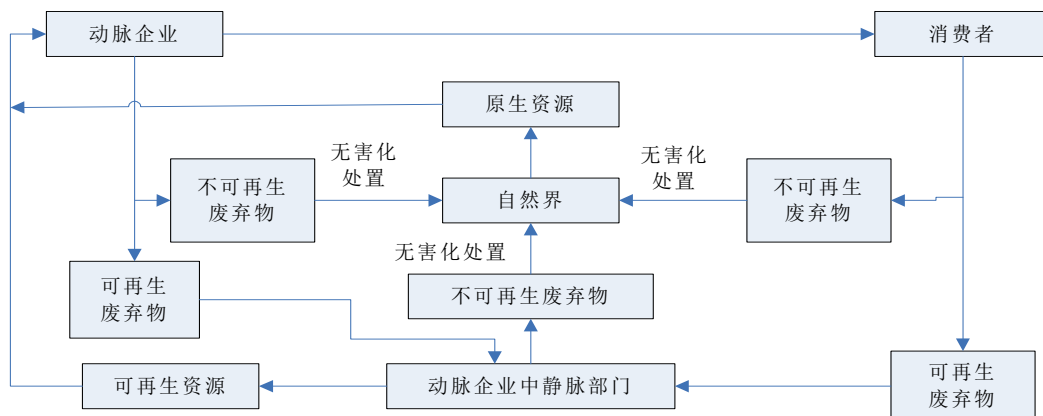 动脉企业
消费者
原生资源
无害化
处置
无害化
处置
不可再生
废弃物
自然界
不可再生
废弃物
无害化处置
可再生
废弃物
不可再生废弃物
可再生资源
动脉企业中静脉部门
可再生
废弃物